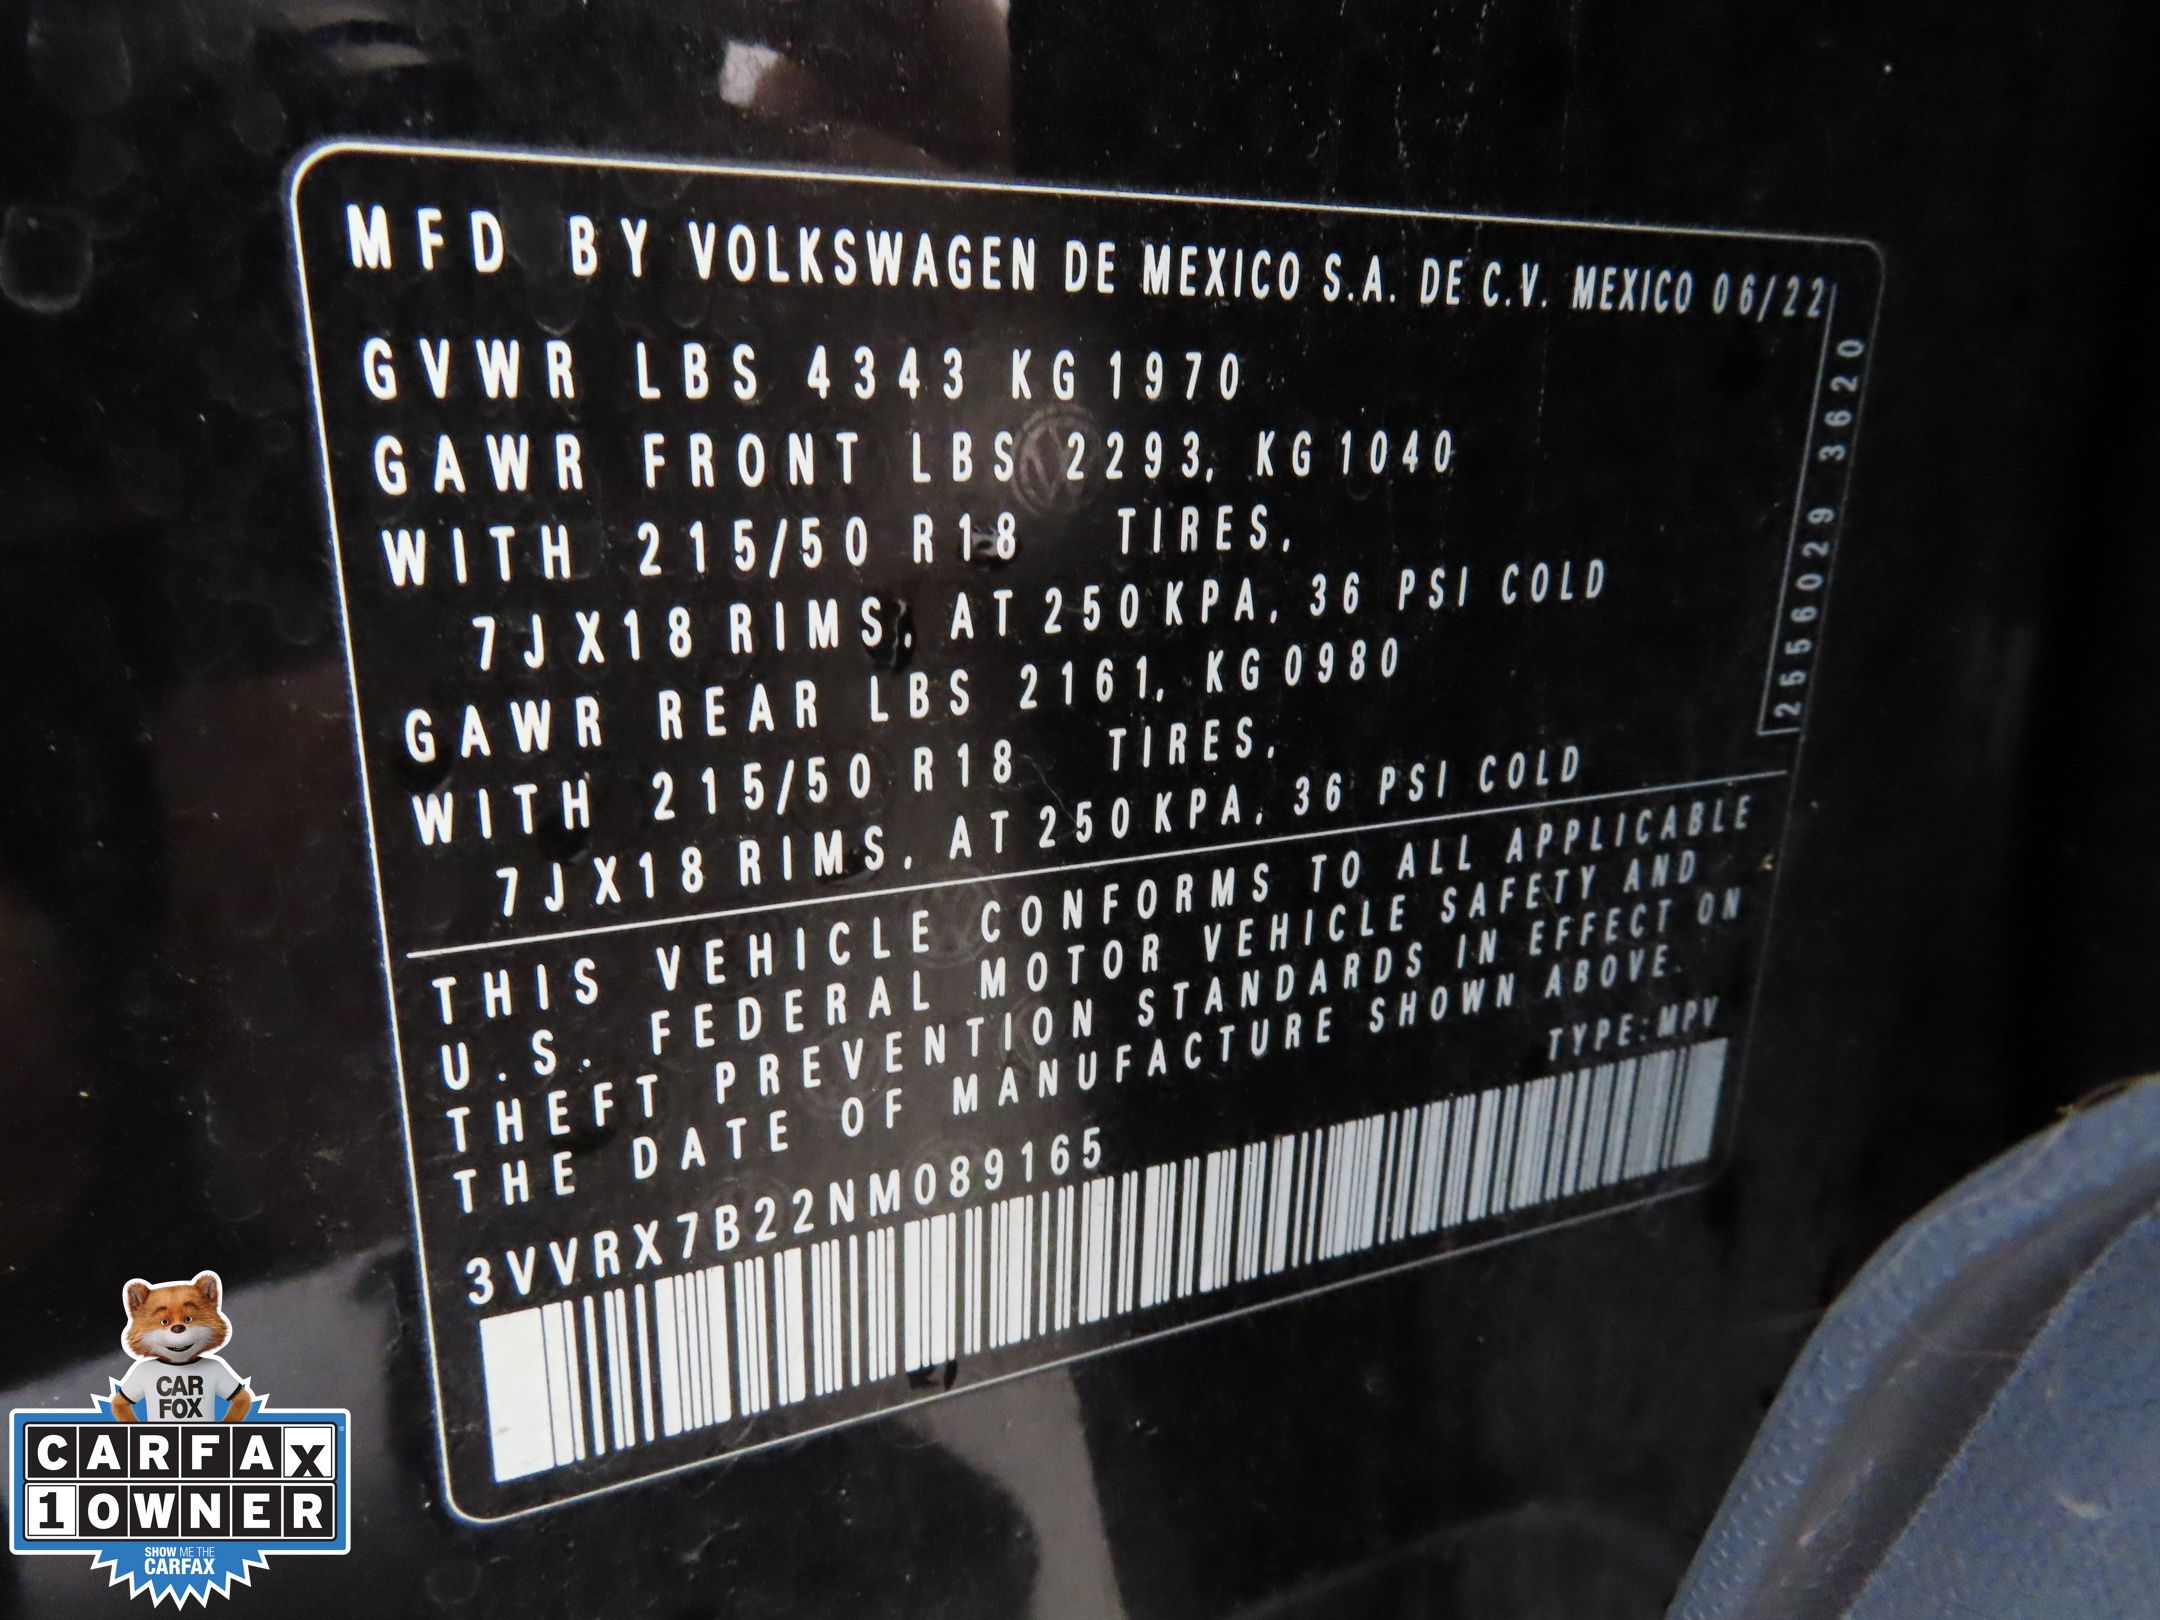 MFD BY VOLKSWAGEN DE MEXICO S.A. DE C.V. MEXICO 06/22
GVWR LBS 4343 KG 1970
GAWR FRONT LBS 2293, KG 1040
WITH 215/50 R18 TIRES,
7JX18 RIMS, AT 250 KPA, 36 PSI COLD
GAWR REAR LBS 2161, KG 0980
WITH 215/50 R18 TIRES,
7JX18 RIMS, AT 250 KPA, 36 PSI COLD
2556029 3620
THIS VEHICLE CONFORMS TO ALL APPLICABLE
U.S. FEDERAL MOTOR VEHICLE SAFETY AND
THEFT PREVENTION STANDARDS IN EFFECT ON
THE DATE OF MANUFACTURE SHOWN ABOVE.
TYPE:MPV
3VVRX7B22NM089165
CAR
FOX
CARFAX
1 OWNER
SHOW ME THE
CARFAX